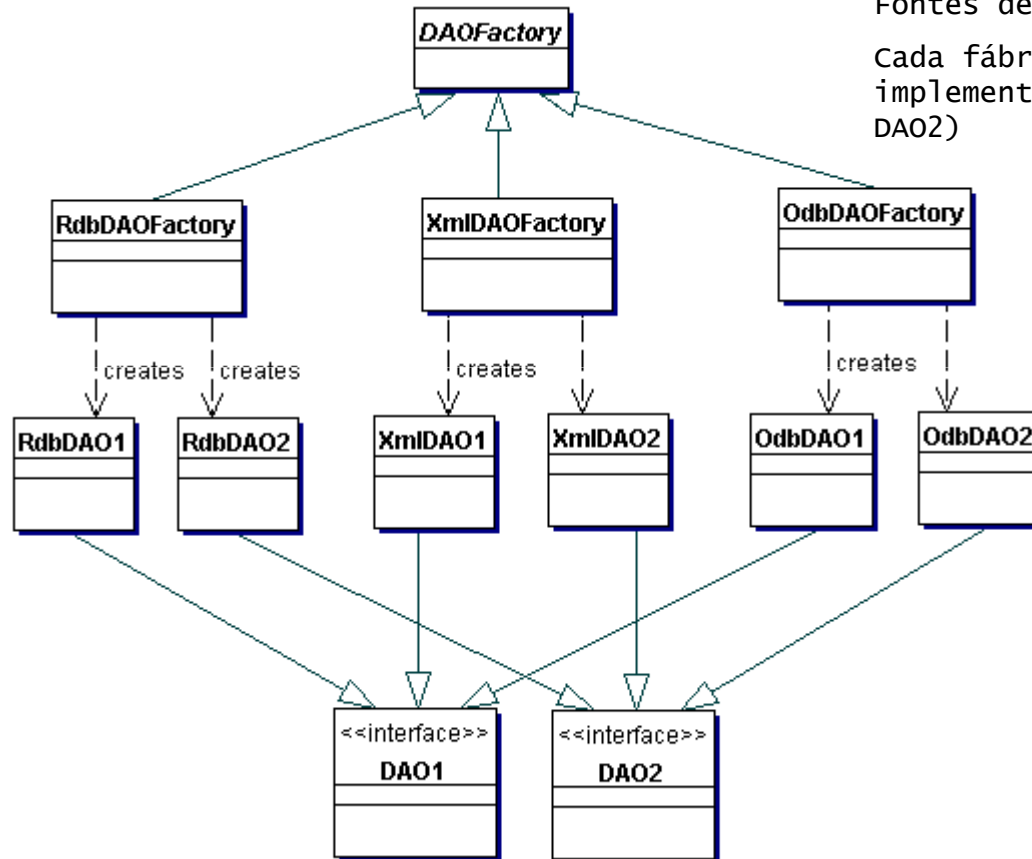 Fontes de
DAOFactory
Cada fábr
implement
DAO2)
RdbDAOFactory
XmlDAOFactory
OdbDAOFactory
creates
creates
creates
creates
RdbDAO1
RdbDAO2
XmlDAO1
XmlDAO2
OdbDAO1
OdbDAO2
<<interface>>
DAO1
<<interface>>
DAO2